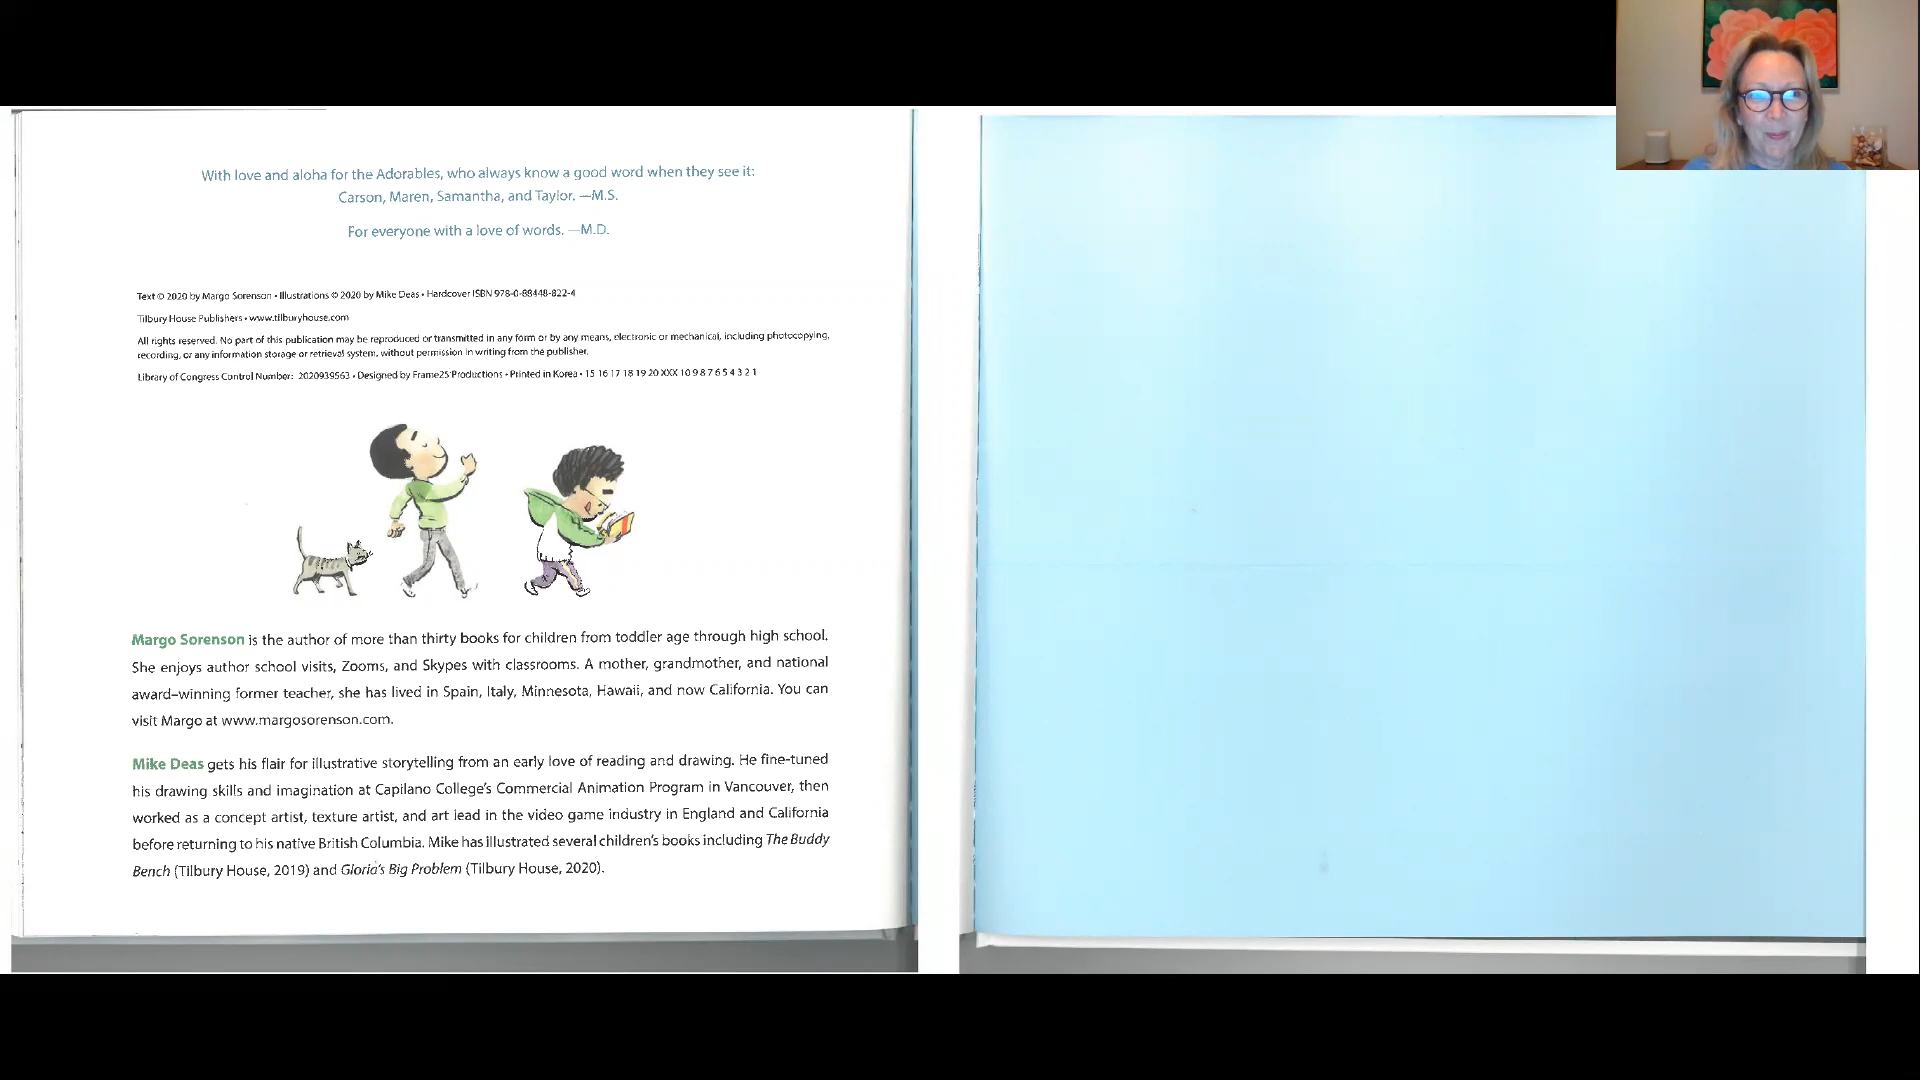 With love and aloha for the Adorables, who always know a good word when they see it:
Carson, Maren, Samantha, and Taylor. —M.S.
For everyone with a love of words. —M.D.
Text © 2020 by Margo Sorenson • Illustrations © 2020 by Mike Deas • Hardcover ISBN 978-0-88448-822-4
Tilbury House Publishers • www.tilburyhouse.com
All rights reserved. No part of this publication may be reproduced or transmitted in any form or by any means, electronic or mechanical, including photocopying,
recording, or any information storage or retrieval system, without permission in writing from the publisher.
Library of Congress Control Number: 2020939563 • Designed by Frame25 Productions • Printed in Korea • 15 16 17 18 19 20 XXX 10 9 8 7 6 5 4 3 2 1
Margo Sorenson is the author of more than thirty books for children from toddler age through high school.
She enjoys author school visits, Zooms, and Skypes with classrooms. A mother, grandmother, and national
award–winning former teacher, she has lived in Spain, Italy, Minnesota, Hawaii, and now California. You can
visit Margo at www.margosorenson.com.
Mike Deas gets his flair for illustrative storytelling from an early love of reading and drawing. He fine-tuned
his drawing skills and imagination at Capilano College's Commercial Animation Program in Vancouver, then
worked as a concept artist, texture artist, and art lead in the video game industry in England and California
before returning to his native British Columbia. Mike has illustrated several children's books including The Buddy
Bench (Tilbury House, 2019) and Gloria's Big Problem (Tilbury House, 2020).